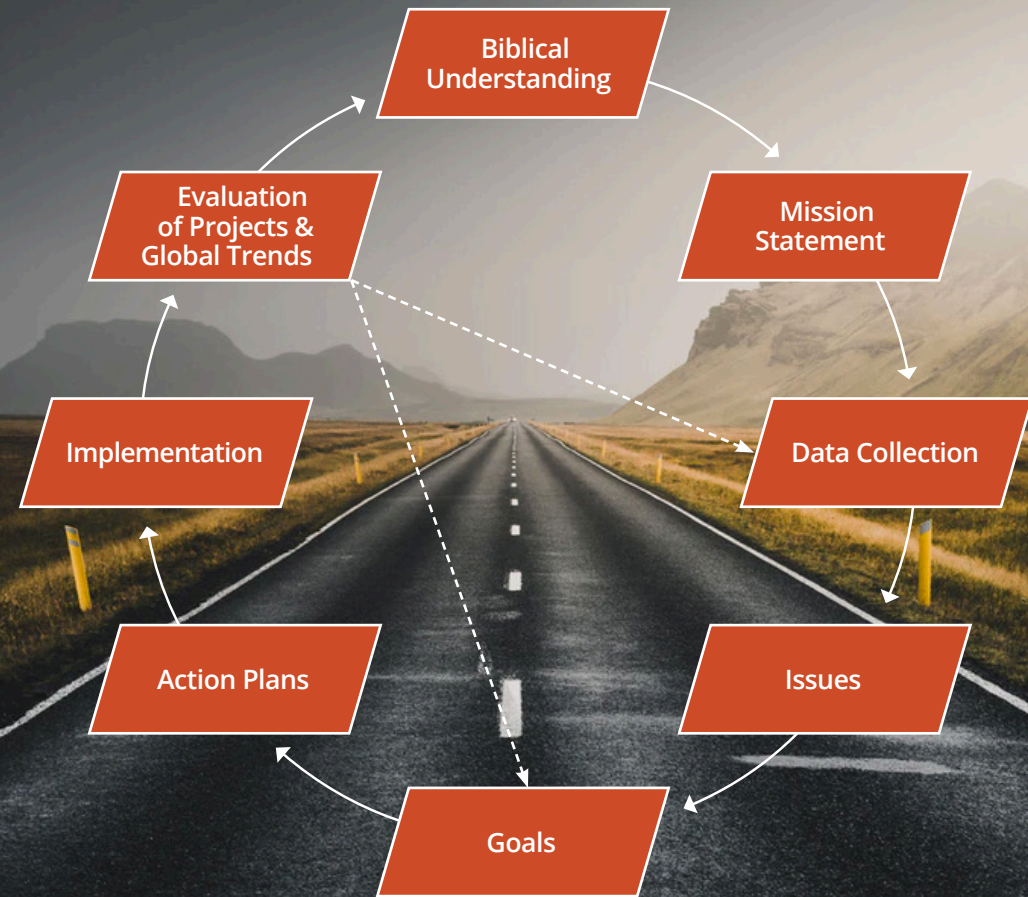 Biblical
Understanding
Mission
Statement
Data Collection
Issues
Goals
Action Plans
Implementation
Evaluation
of Projects &
Global Trends